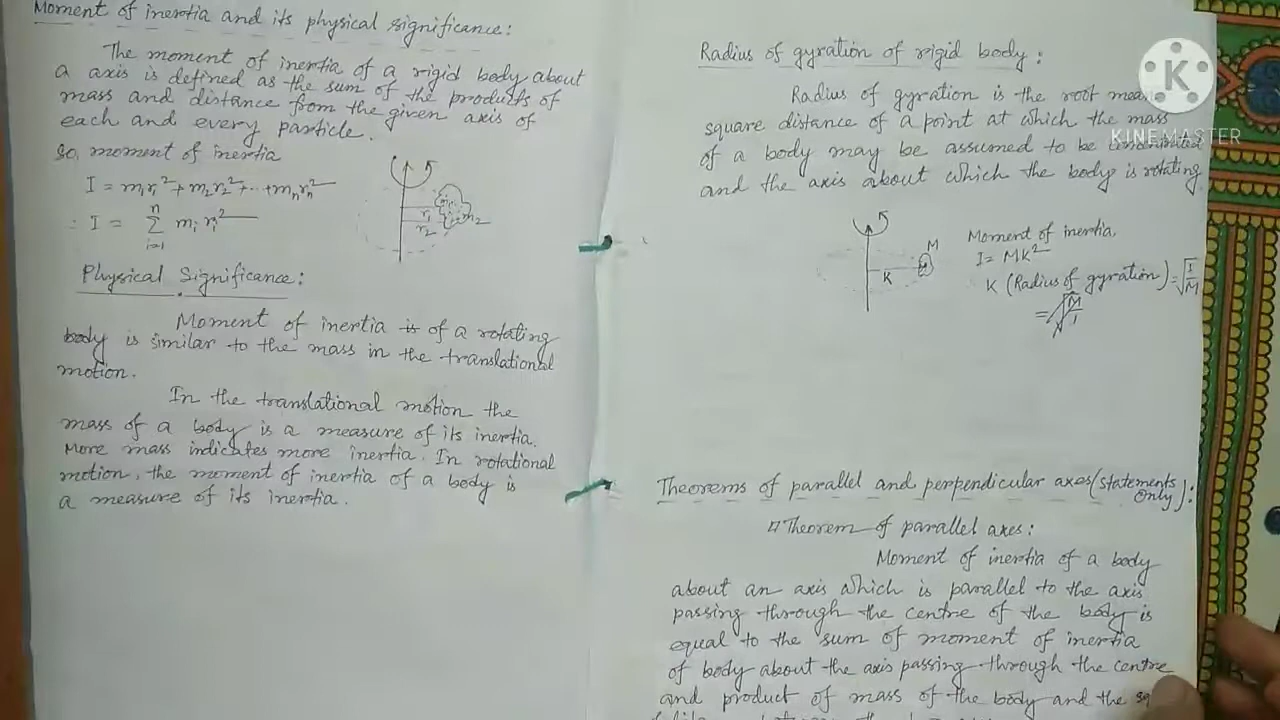 Moment of inertia and its physical significance:
The moment of inertia of a rigid body about
a axis is defined as the sum of the products of
mass and distance from the given axis of
each and every particle.
So, moment of inertia
I = m₁r₁² + m₂r₂² + ... + mₙrₙ²
∴ I = n∑i=1 mᵢ rᵢ²
r₁
r₂
m₂
Physical Significance:
Moment of inertia is of a rotating
body is similar to the mass in the translational
motion.
In the translational motion the
mass of a body is a measure of its inertia.
More mass indicates more inertia. In rotational
motion, the moment of inertia of a body is
a measure of its inertia.
Radius of gyration of rigid body:
Radius of gyration is the root mean
square distance of a point at which the mass
of a body may be assumed to be
and the axis about which the body is rotating
M
K
Moment of inertia,
I = MK²
K (Radius of gyration) = √I/M
= √M/I
Theorems of parallel and perpendicular axes (statements
only):
Theorem of parallel axes:
Moment of inertia of a body
about an axis which is parallel to the axis
passing through the centre of the body is
equal to the sum of moment of inertia
of body about the axis passing through the centre
and product of mass of the body and the
K
KINEMASTER